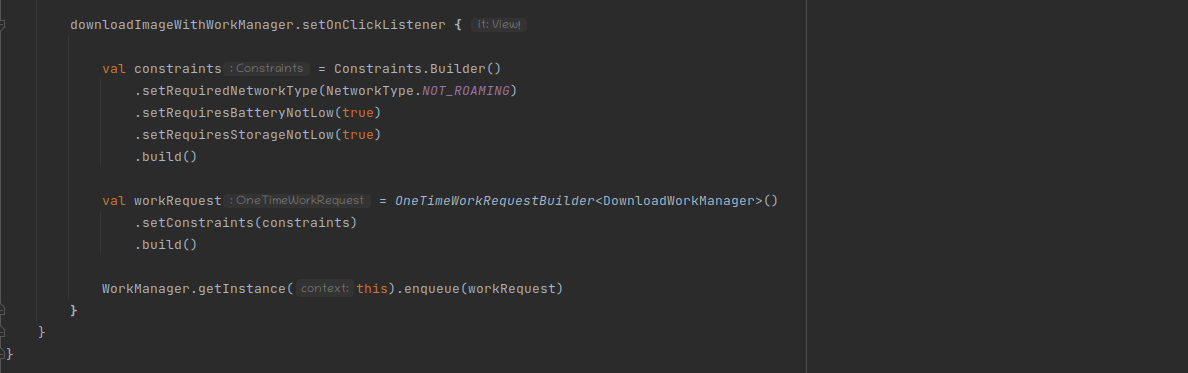 downloadImageWithWorkManager.setOnClickListener { it: View!
val constraints : Constraints = Constraints.Builder()
.setRequiredNetworkType(NetworkType.NOT_ROAMING)
.setRequiresBatteryNotLow(true)
.setRequiresStorageNotLow(true)
.build()
val workRequest : OneTimeWorkRequest = OneTimeWorkRequestBuilder<DownloadWorkManager>()
.setConstraints(constraints)
.build()
WorkManager.getInstance( context: this).enqueue(workRequest)
}
}
}